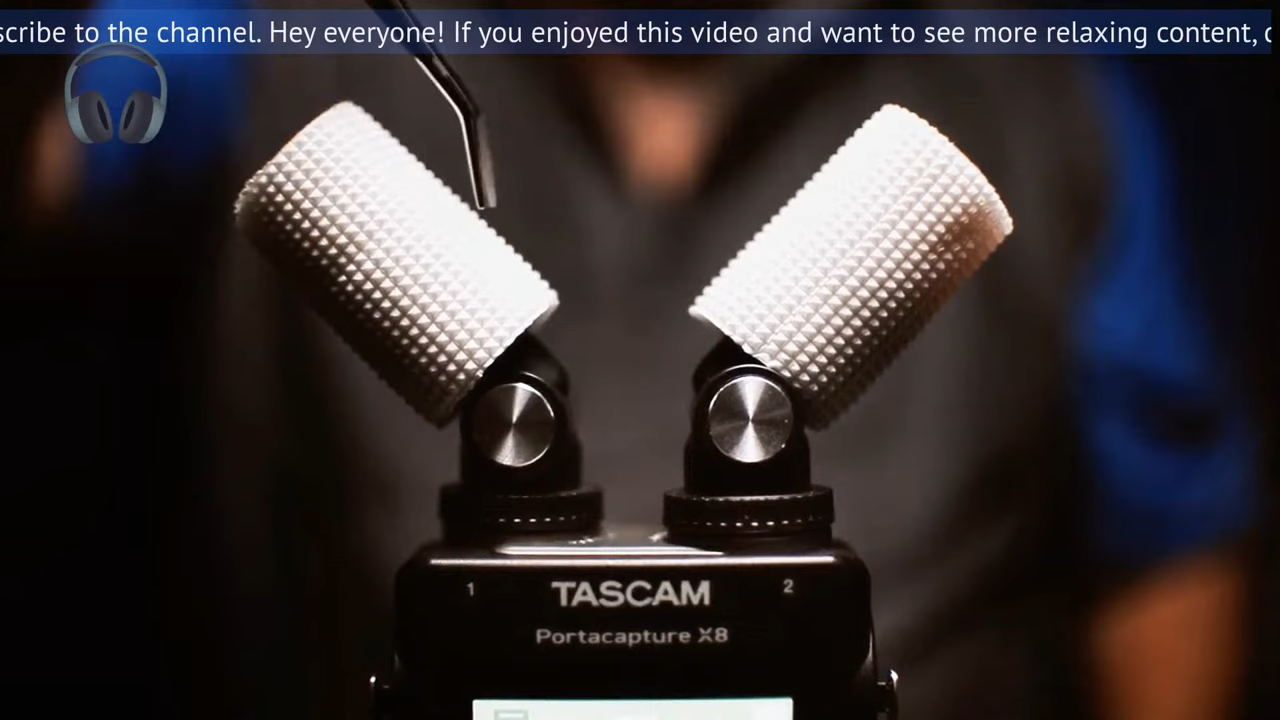 scribe to the channel. Hey everyone! If you enjoyed this video and want to see more relaxing content,
1 TASCAM 2
Portacapture X8